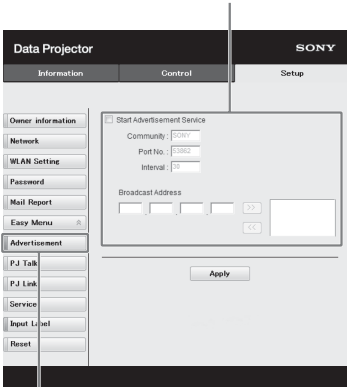 Data Projector
SONY
Information
Control
Setup
Owner information
Network
WLAN Setting
Password
Mail Report
Easy Menu
Advertisement
PJ Talk
PJ Link
Service
Input Label
Reset
Start Advertisement Service
Community : SONY
Port No. : 53862
Interval : 30
Broadcast Address
. . .
>>
<<
Apply